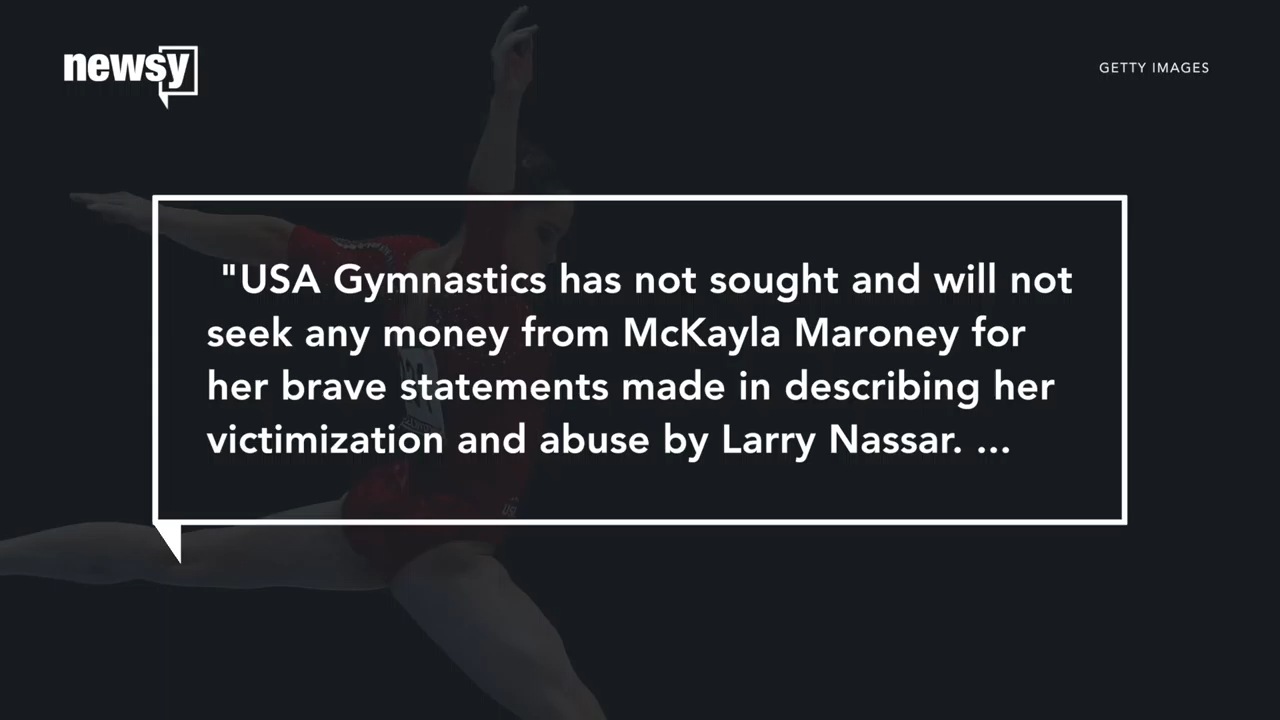 newsy
GETTY IMAGES
"USA Gymnastics has not sought and will not
seek any money from McKayla Maroney for
her brave statements made in describing her
victimization and abuse by Larry Nassar. ...